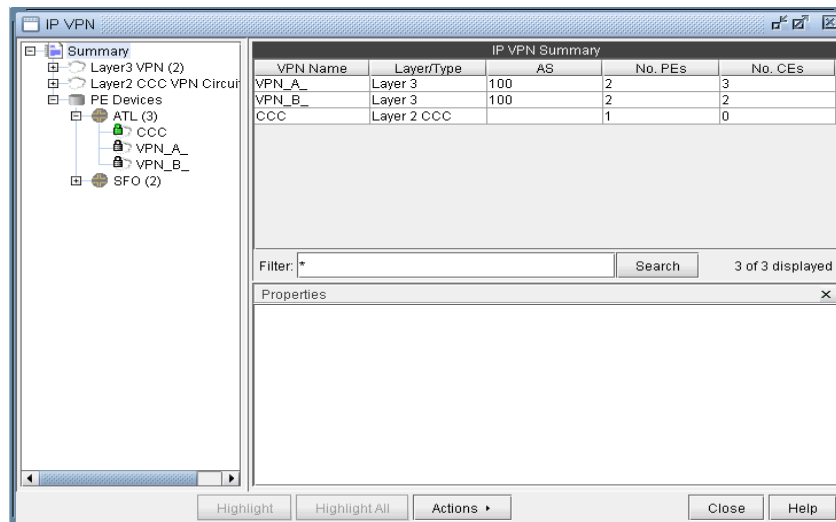 IP VPN
Summary
Layer3 VPN (2)
Layer2 CCC VPN Circuit
PE Devices
ATL (3)
CCC
VPN_A_
VPN_B_
SFO (2)
IP VPN Summary
VPN Name Layer/Type AS No. PEs No. CEs
VPN_A_ Layer 3 100 2 3
VPN_B_ Layer 3 100 2 2
CCC Layer 2 CCC 1 0
Filter: * Search 3 of 3 displayed
Properties
Highlight Highlight All Actions Close Help